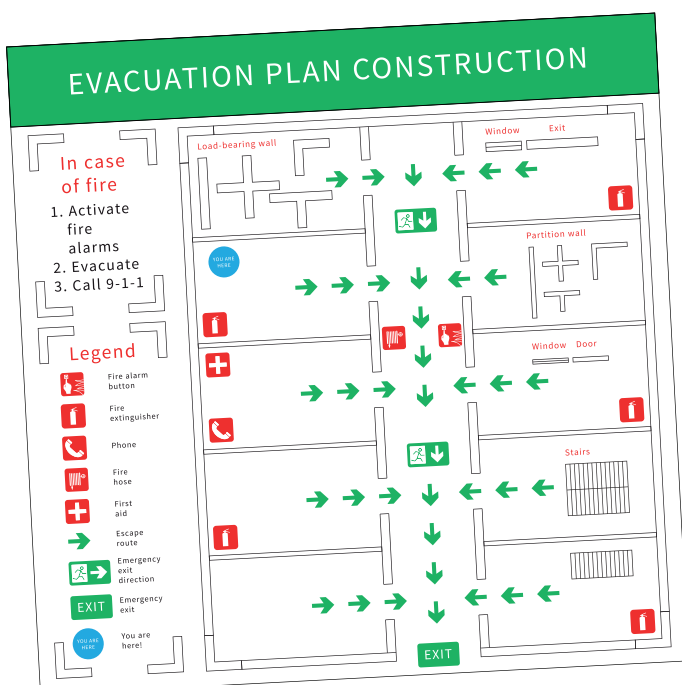 EVACUATION PLAN CONSTRUCTION
In case
of fire
1. Activate
fire
alarms
2. Evacuate
3. Call 9-1-1
Legend
Fire alarm
button
Fire
extinguisher
Phone
Fire
hose
First
aid
Escape
route
Emergency
exit
direction
EXIT
Emergency
exit
YOU ARE
HERE
You are
here!
Load-bearing wall
Window
Exit
YOU ARE
HERE
Partition wall
Window
Door
Stairs
EXIT